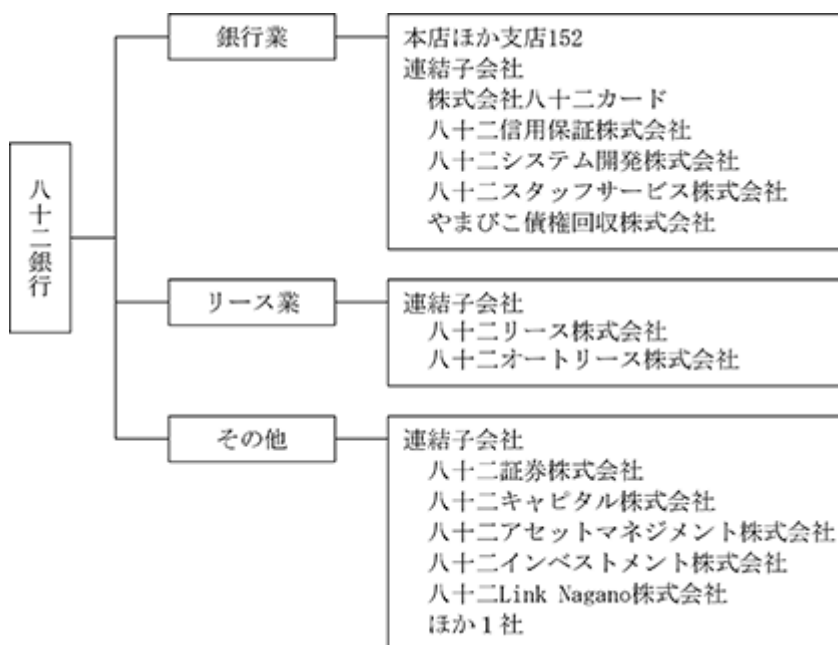 八十二銀行
銀行業
本店ほか支店152
連結子会社
株式会社八十二カード
八十二信用保証株式会社
八十二システム開発株式会社
八十二スタッフサービス株式会社
やまびこ債権回収株式会社
リース業
連結子会社
八十二リース株式会社
八十二オートリース株式会社
その他
連結子会社
八十二証券株式会社
八十二キャピタル株式会社
八十二アセットマネジメント株式会社
八十二インベストメント株式会社
八十二Link Nagano株式会社
ほか1社